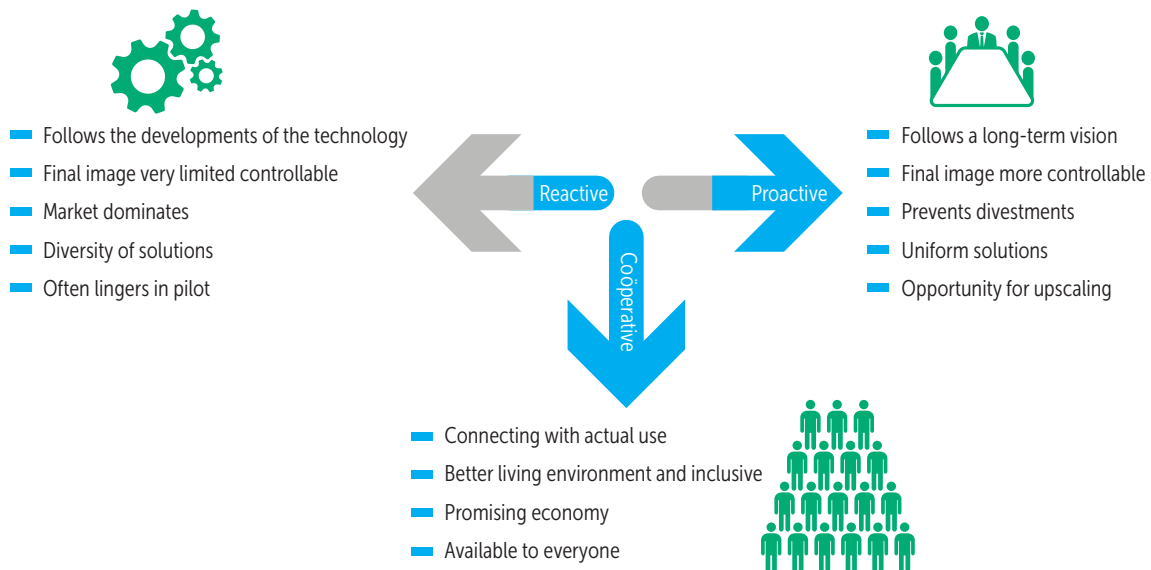 Follows the developments of the technology
Final image very limited controllable
Market dominates
Diversity of solutions
Often lingers in pilot
Reactive
Proactive
Coöperative
Follows a long-term vision
Final image more controllable
Prevents divestments
Uniform solutions
Opportunity for upscaling
Connecting with actual use
Better living environment and inclusive
Promising economy
Available to everyone